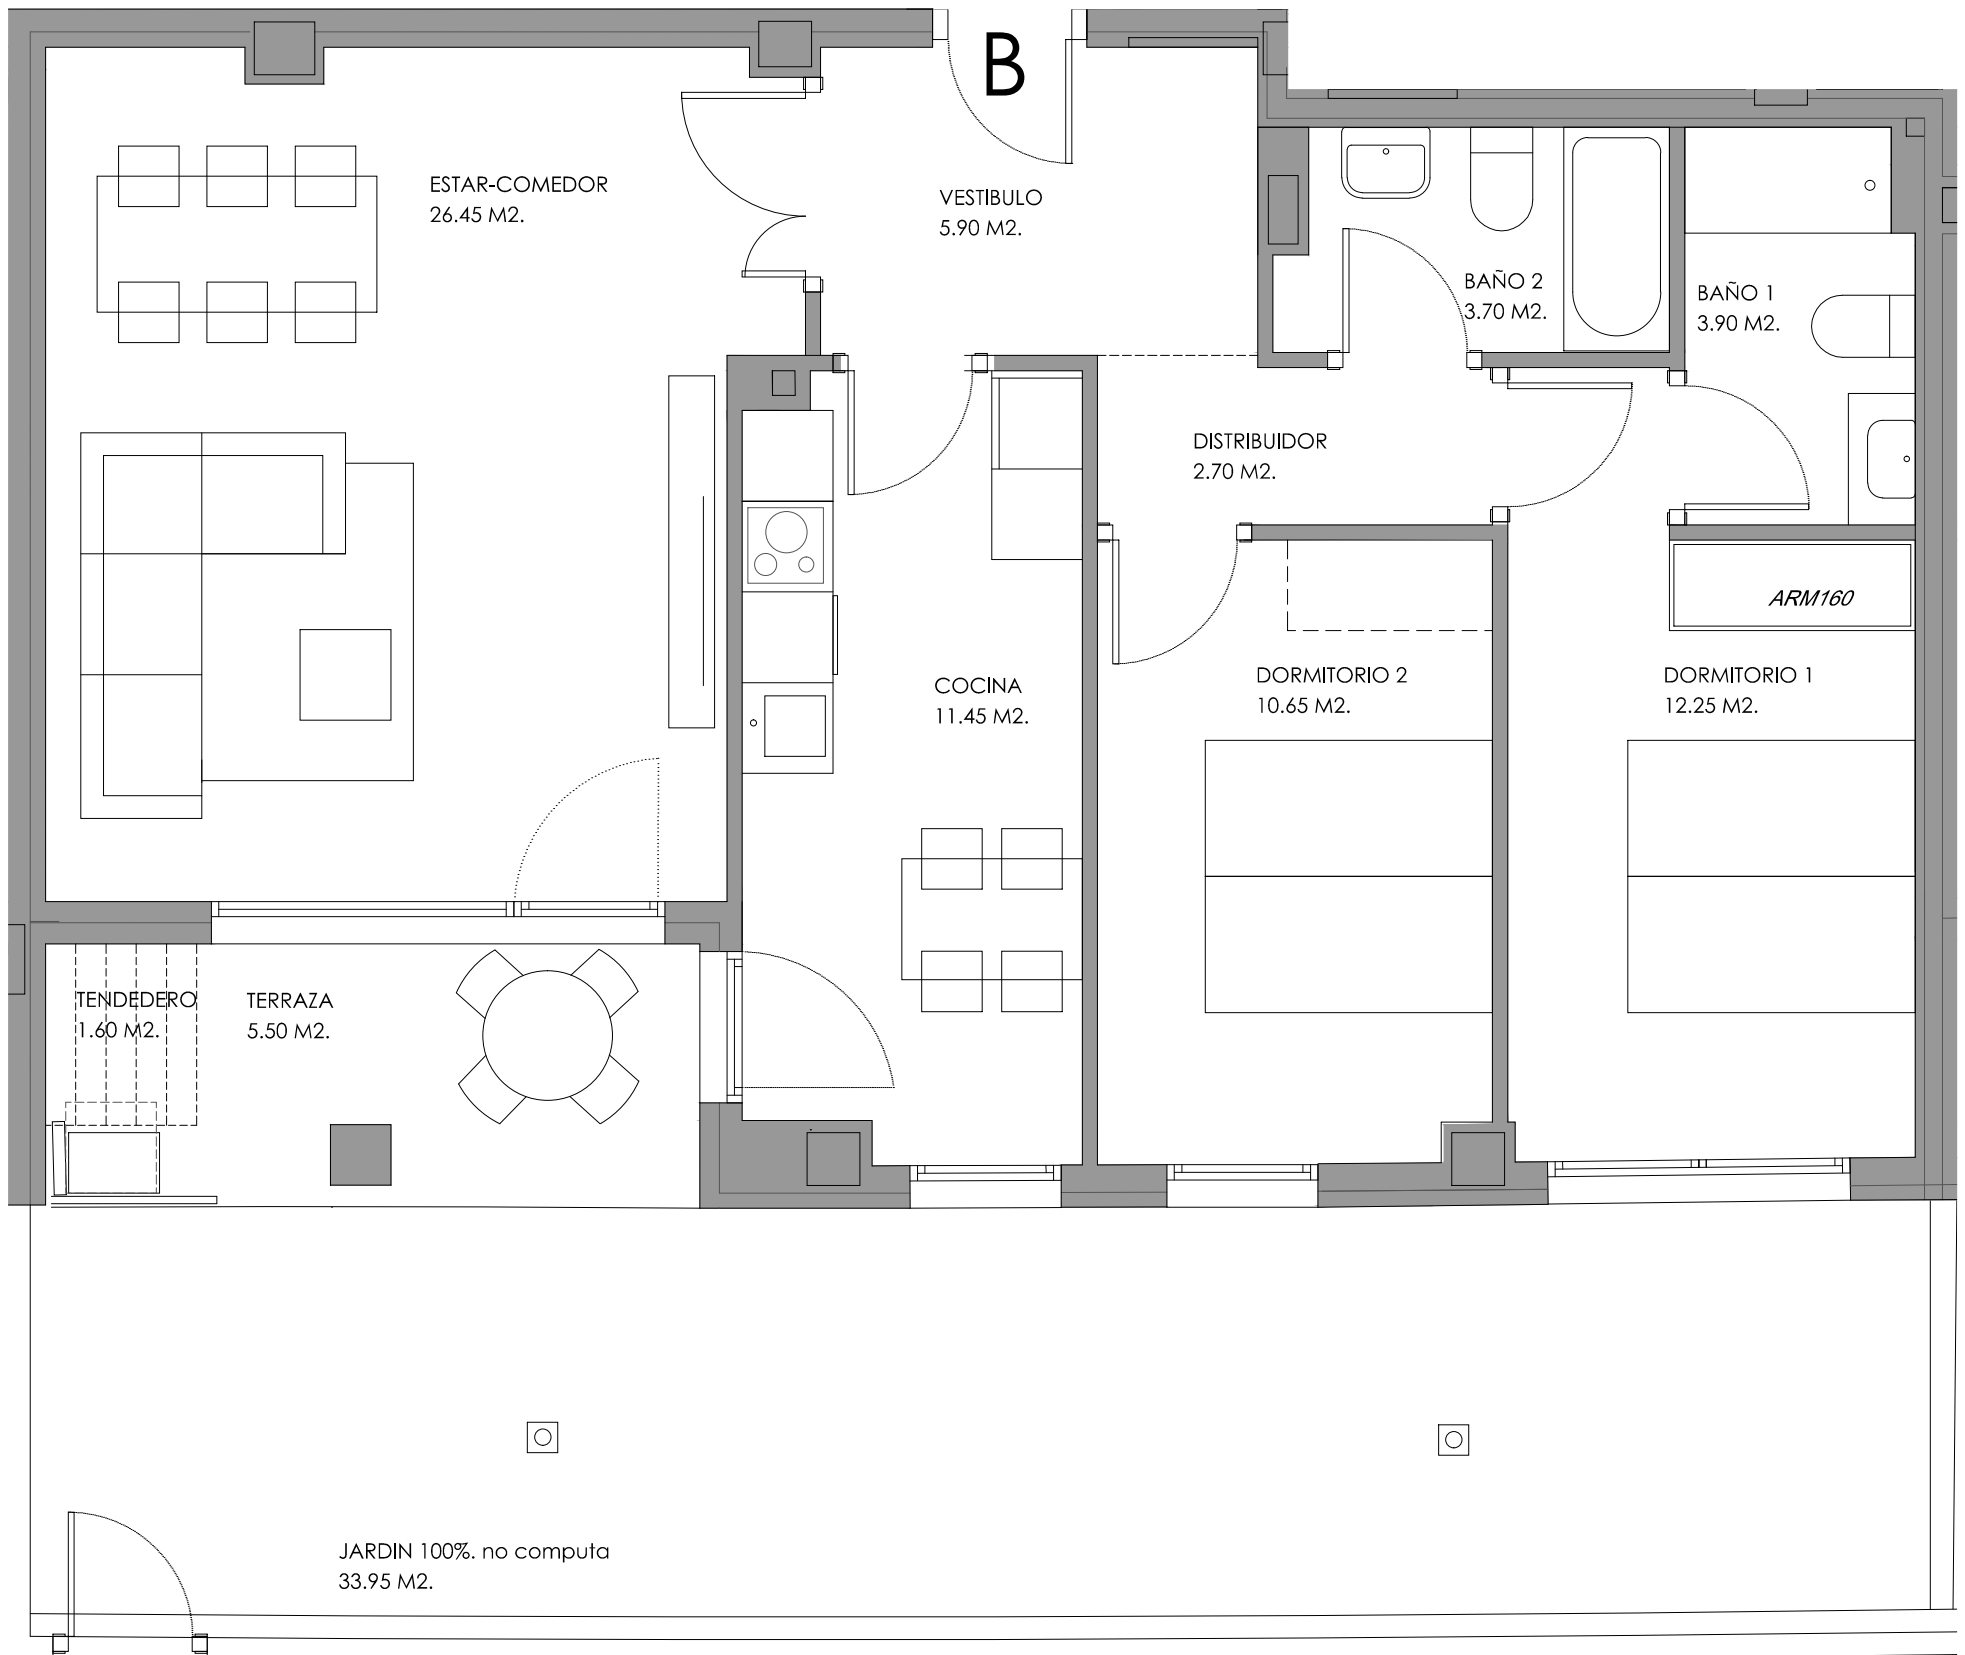 B
ESTAR-COMEDOR
26.45 M2.
VESTIBULO
5.90 M2.
BAÑO 2
3.70 M2.
BAÑO 1
3.90 M2.
DISTRIBUIDOR
2.70 M2.
ARM160
COCINA
11.45 M2.
DORMITORIO 2
10.65 M2.
DORMITORIO 1
12.25 M2.
TENDEDERO
1.60 M2.
TERRAZA
5.50 M2.
JARDIN 100%. no computa
33.95 M2.